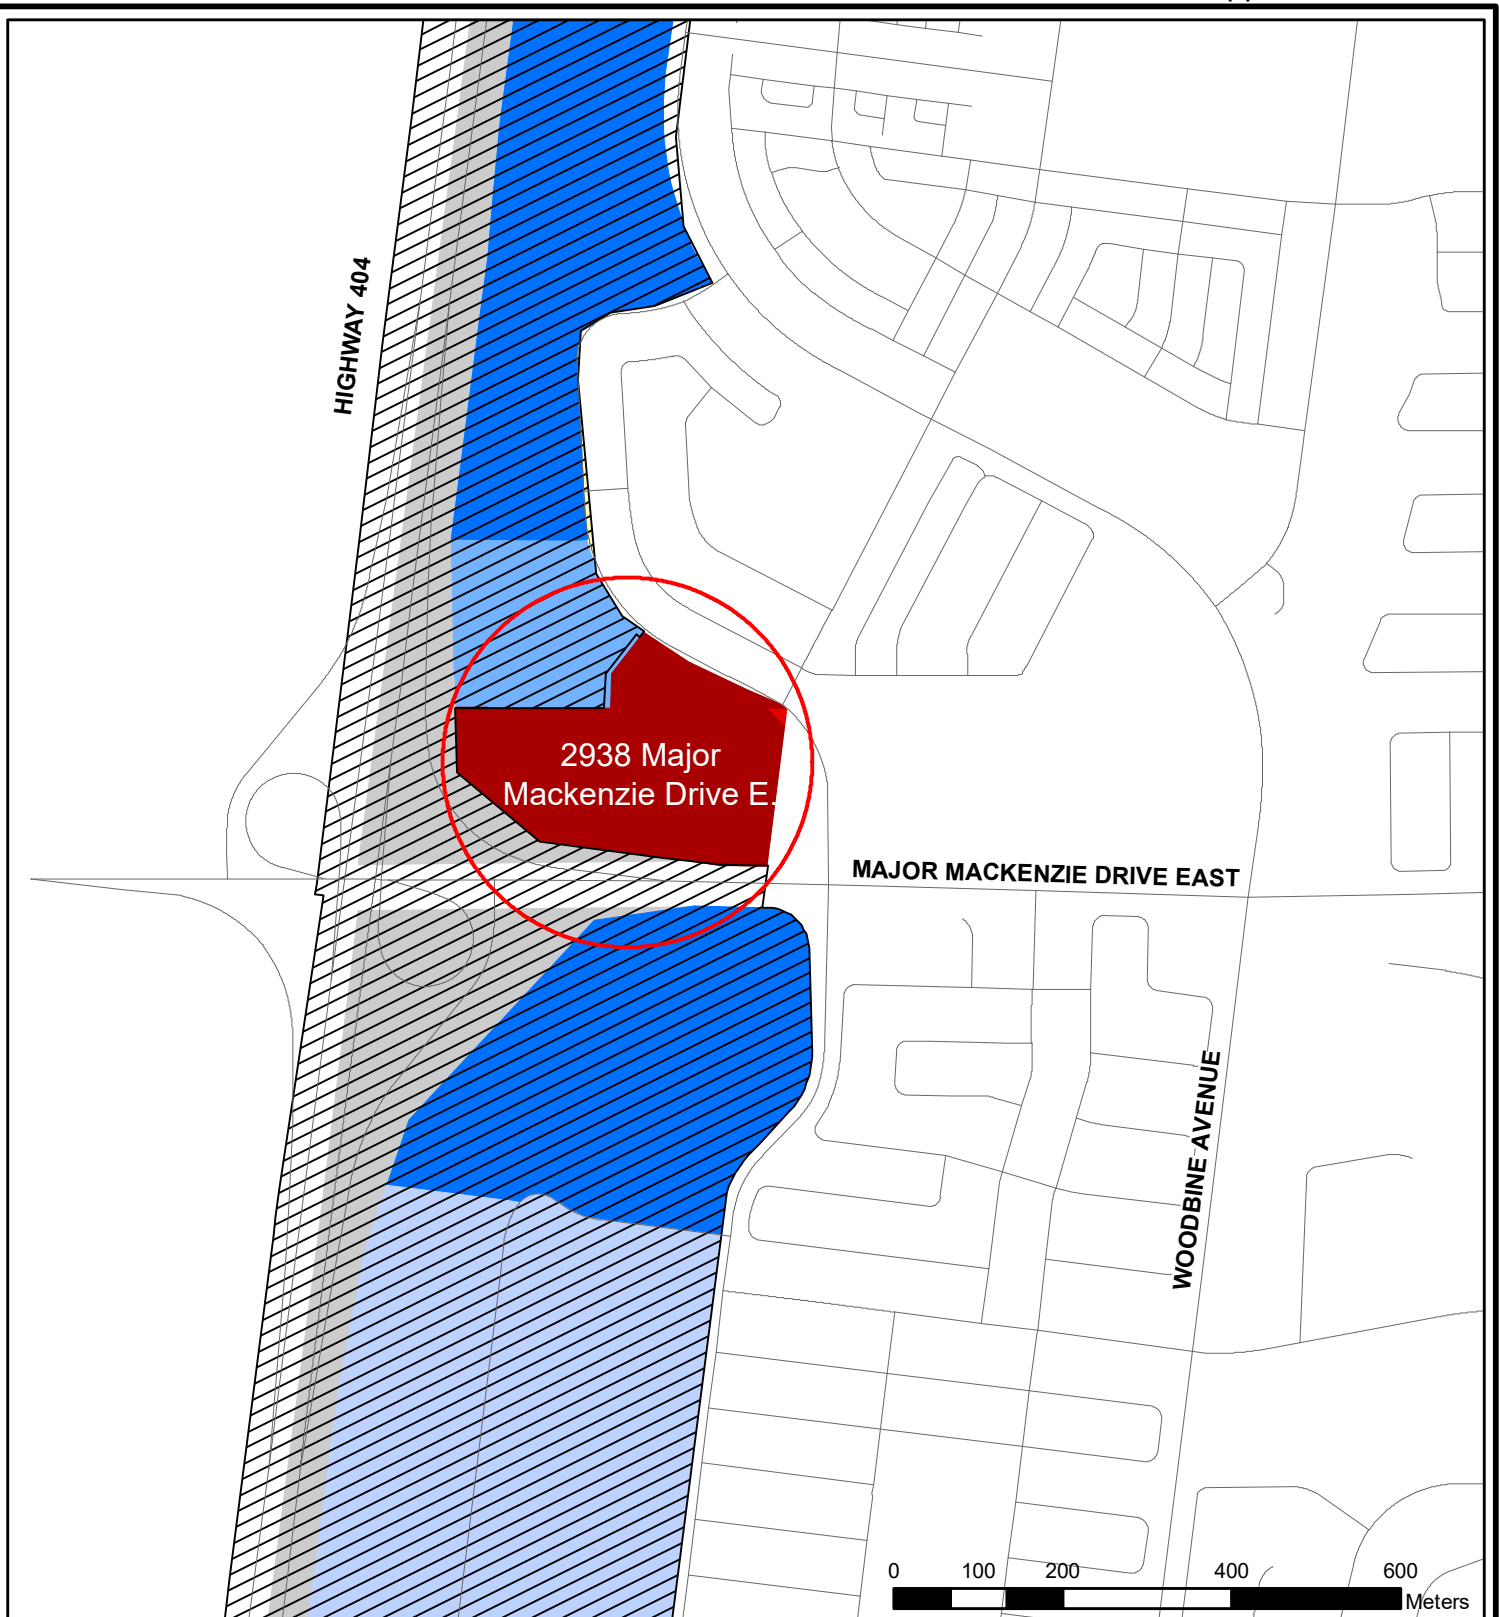 HIGHWAY 404
2938 Major
Mackenzie Drive E.
MAJOR MACKENZIE DRIVE EAST
WOODBINE AVENUE
0 100 200 400 600
Meters